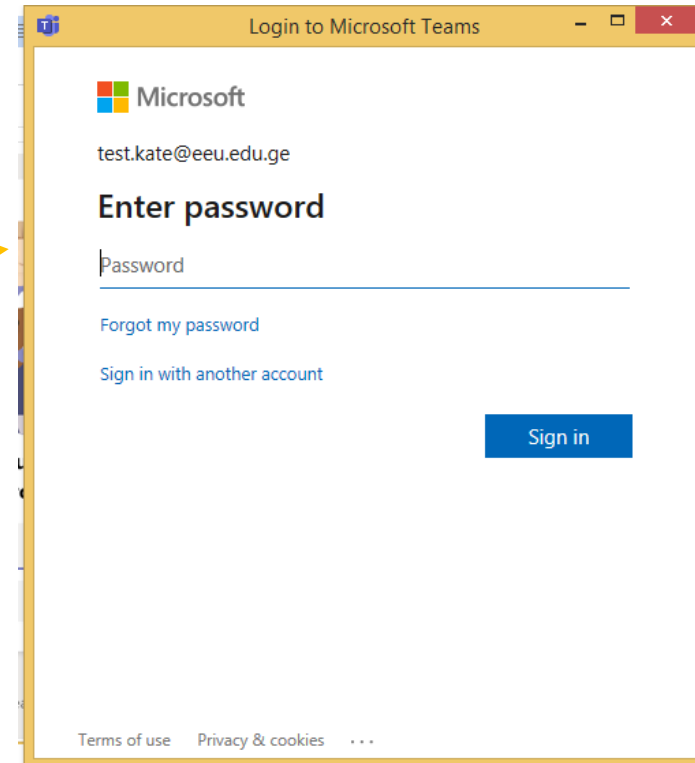 Login to Microsoft Teams
Microsoft
test.kate@eeu.edu.ge
Enter password
Password
Forgot my password
Sign in with another account
Sign in
Terms of use Privacy & cookies ...